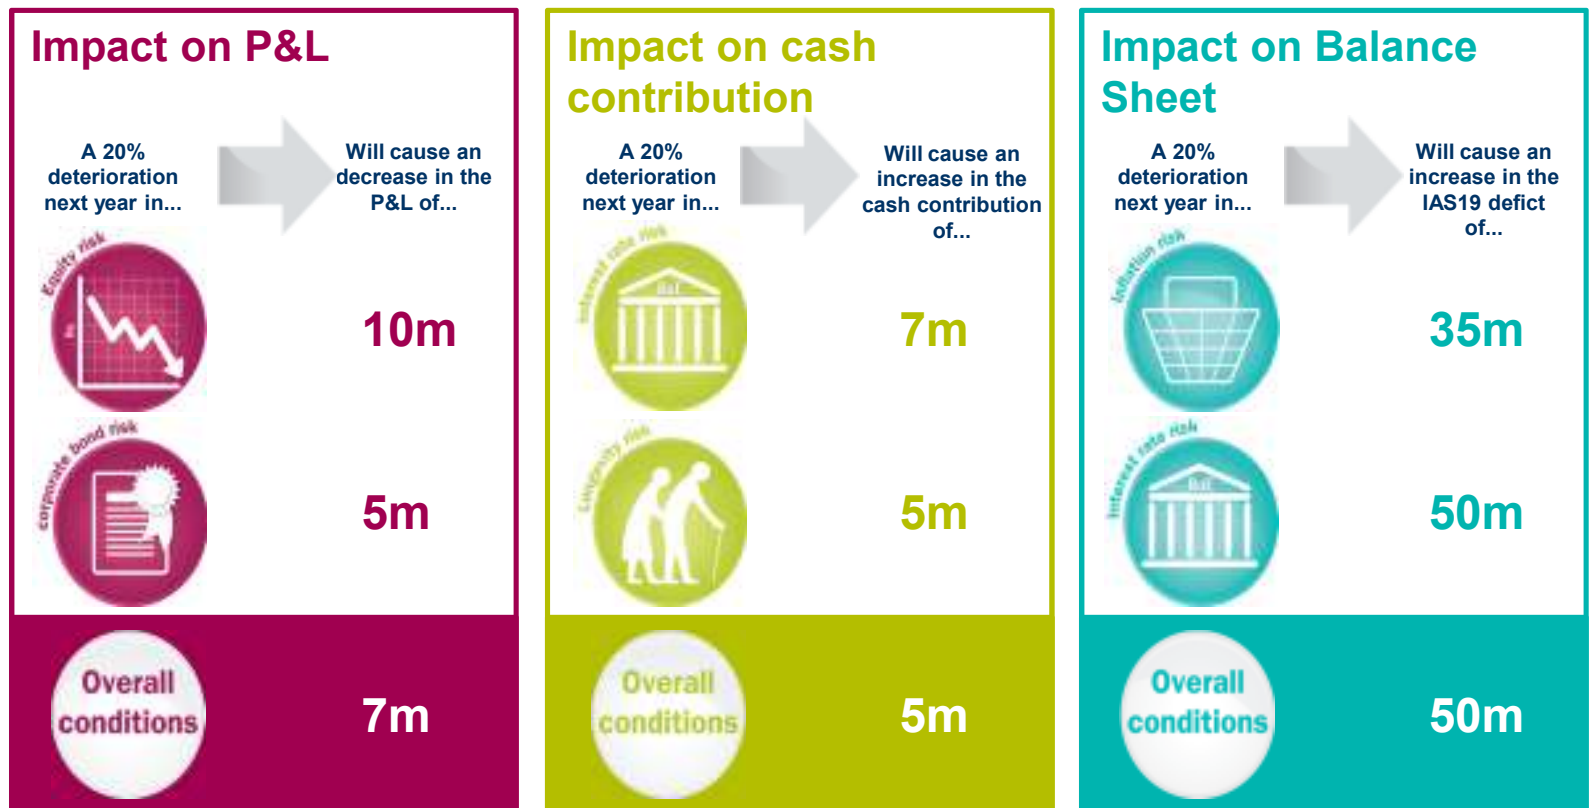 Impact on P&L
A 20%
deterioration
next year in...
Will cause an
decrease in the
P&L of...
Equity risk
10m
corporate bond risk
5m
Overall
conditions
7m
Impact on cash
contribution
A 20%
deterioration
next year in...
Will cause an
increase in the
cash contribution
of...
Interest rate risk
7m
Longevity risk
5m
Overall
conditions
5m
Impact on Balance
Sheet
A 20%
deterioration
next year in...
Will cause an
increase in the
IAS19 defict
of...
Inflation risk
35m
Interest rate risk
50m
Overall
conditions
50m